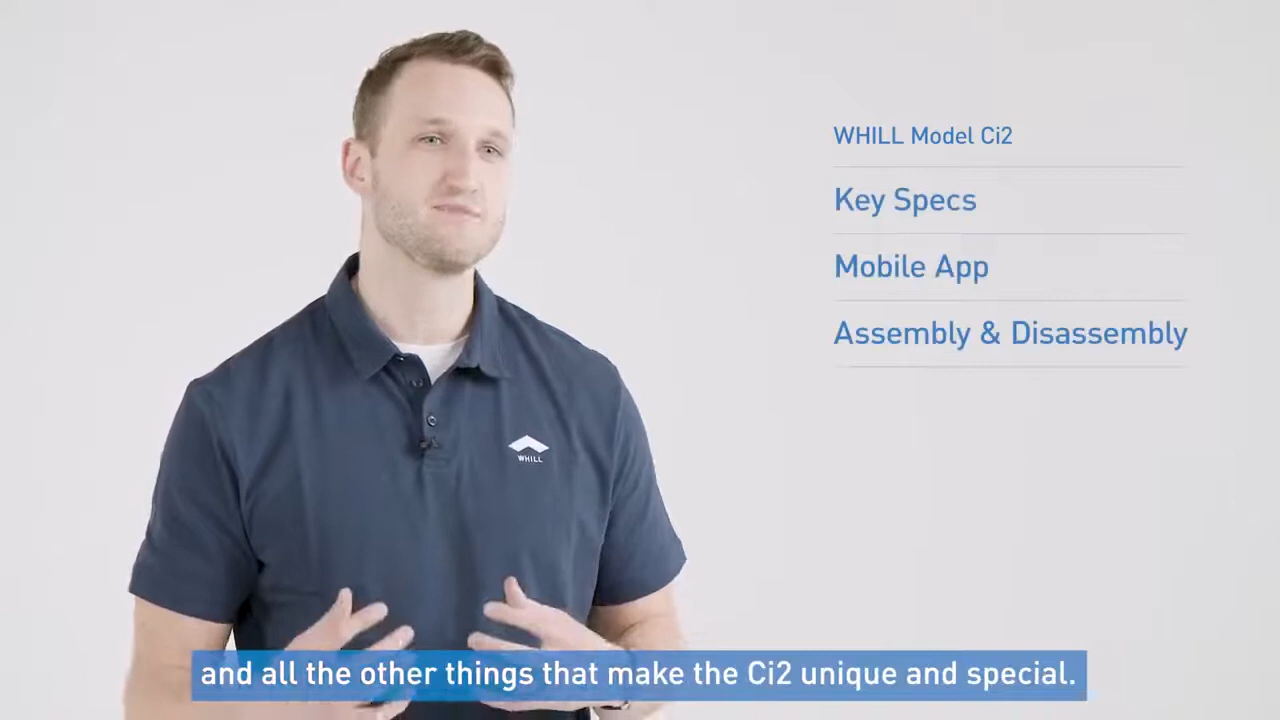 WHILL Model Ci2
Key Specs
Mobile App
Assembly & Disassembly
WHILL
and all the other things that make the Ci2 unique and special.